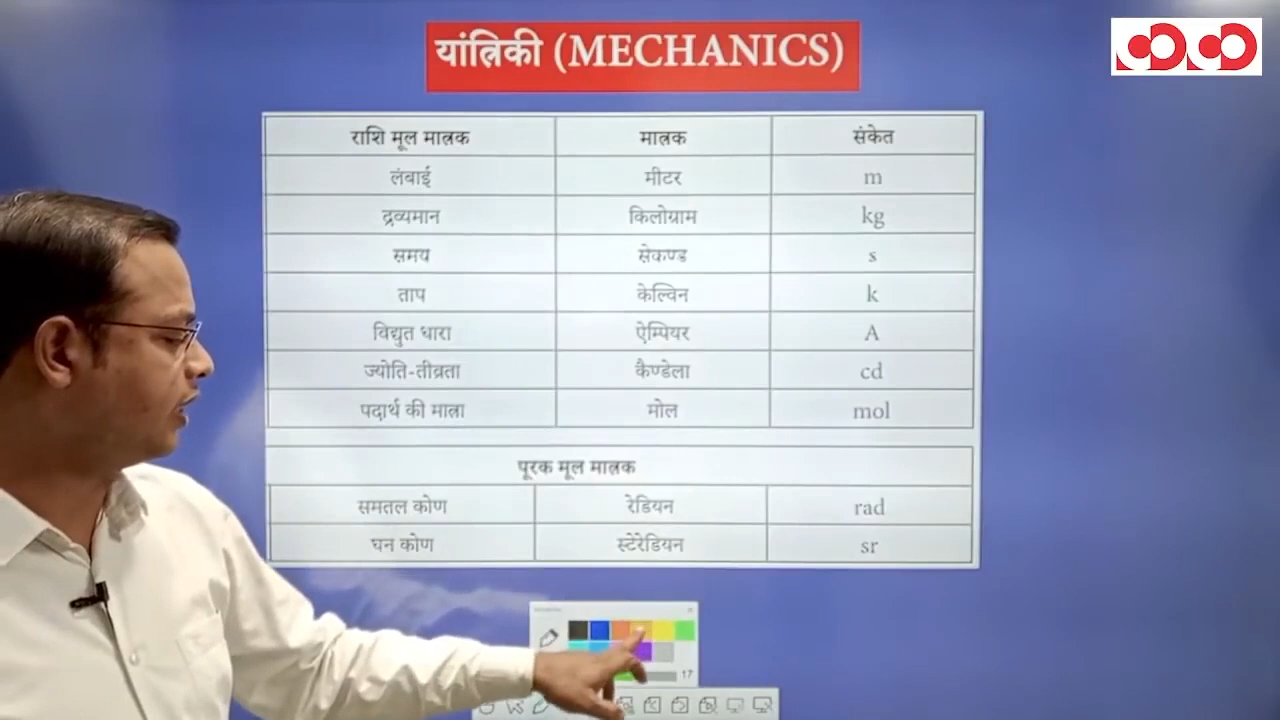 यांत्रिकी (MECHANICS)
राशि मूल मात्रक मात्रक संकेत
लंबाई मीटर m
द्रव्यमान किलोग्राम kg
समय सेकण्ड s
ताप केल्विन k
विद्युत धारा ऐम्पियर A
ज्योति-तीव्रता कैण्डेला cd
पदार्थ की मात्रा मोल mol
पूरक मूल मात्रक
समतल कोण रेडियन rad
घन कोण स्टेरेडियन sr
17